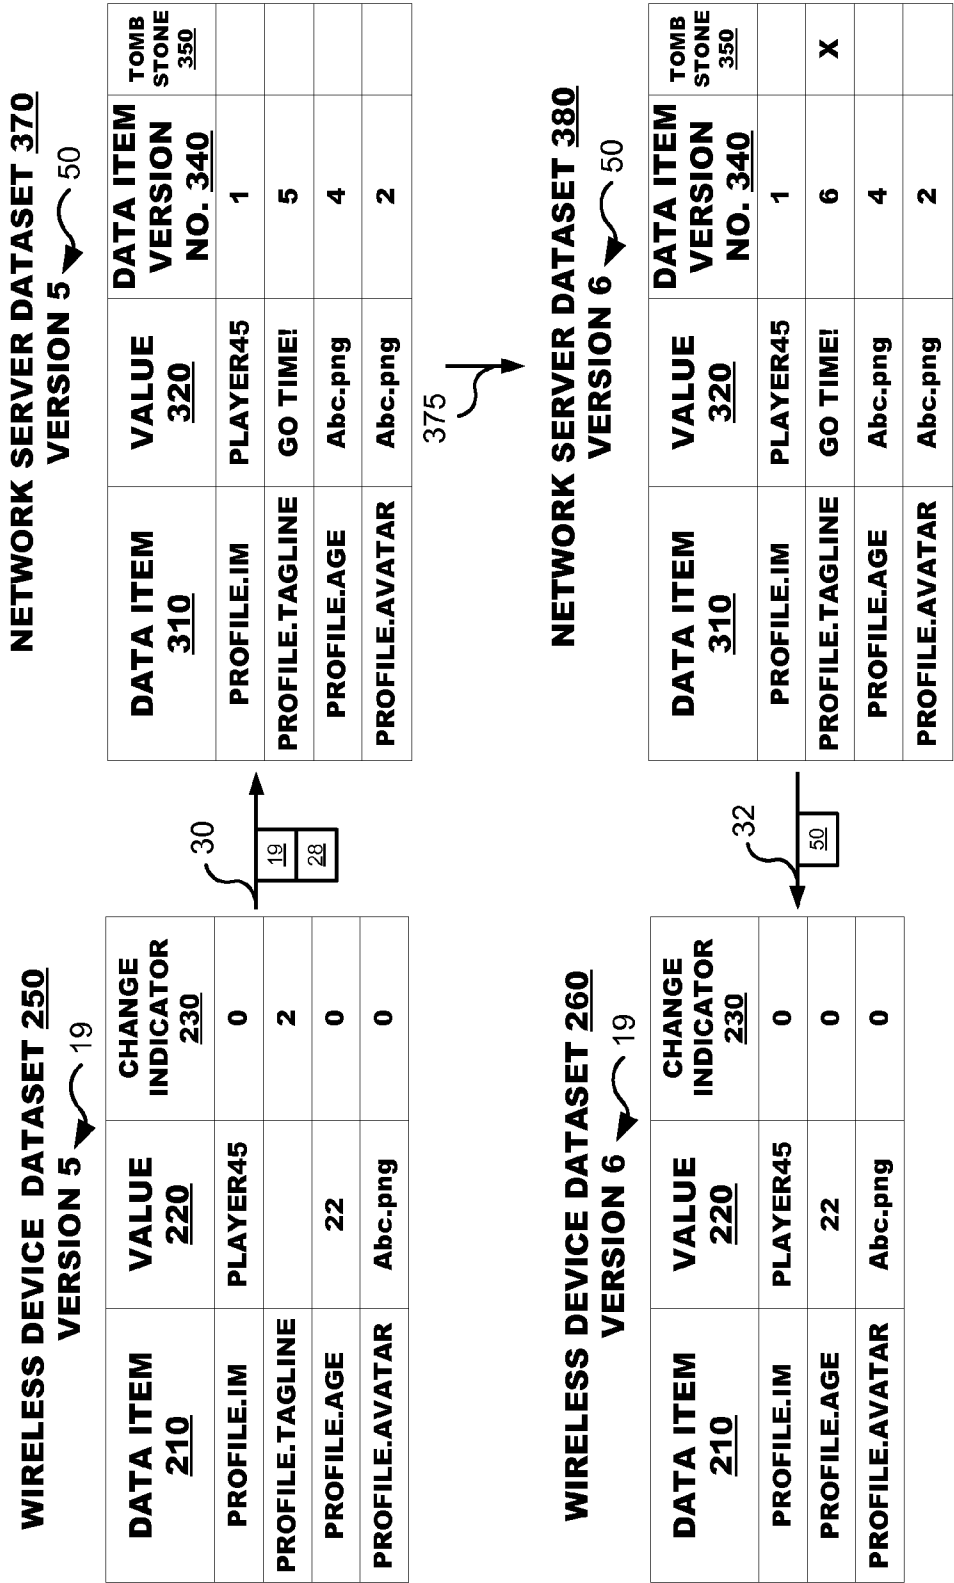 WIRELESS DEVICE DATASET 250
VERSION 5
19
DATA ITEM
210
VALUE
220
CHANGE
INDICATOR
230
PROFILE.IM PLAYER45 0
PROFILE.TAGLINE 2
PROFILE.AGE 22 0
PROFILE.AVATAR Abc.png 0
30
19
28
NETWORK SERVER DATASET 370
VERSION 5
50
DATA ITEM
310
VALUE
320
DATA ITEM
VERSION
NO. 340
TOMB
STONE
350
PROFILE.IM PLAYER45 1
PROFILE.TAGLINE GO TIME! 5
PROFILE.AGE Abc.png 4
PROFILE.AVATAR Abc.png 2
375
WIRELESS DEVICE DATASET 260
VERSION 6
19
DATA ITEM
210
VALUE
220
CHANGE
INDICATOR
230
PROFILE.IM PLAYER45 0
PROFILE.AGE 22 0
PROFILE.AVATAR Abc.png 0
32
50
NETWORK SERVER DATASET 380
VERSION 6
50
DATA ITEM
310
VALUE
320
DATA ITEM
VERSION
NO. 340
TOMB
STONE
350
PROFILE.IM PLAYER45 1
PROFILE.TAGLINE GO TIME! 6 X
PROFILE.AGE Abc.png 4
PROFILE.AVATAR Abc.png 2